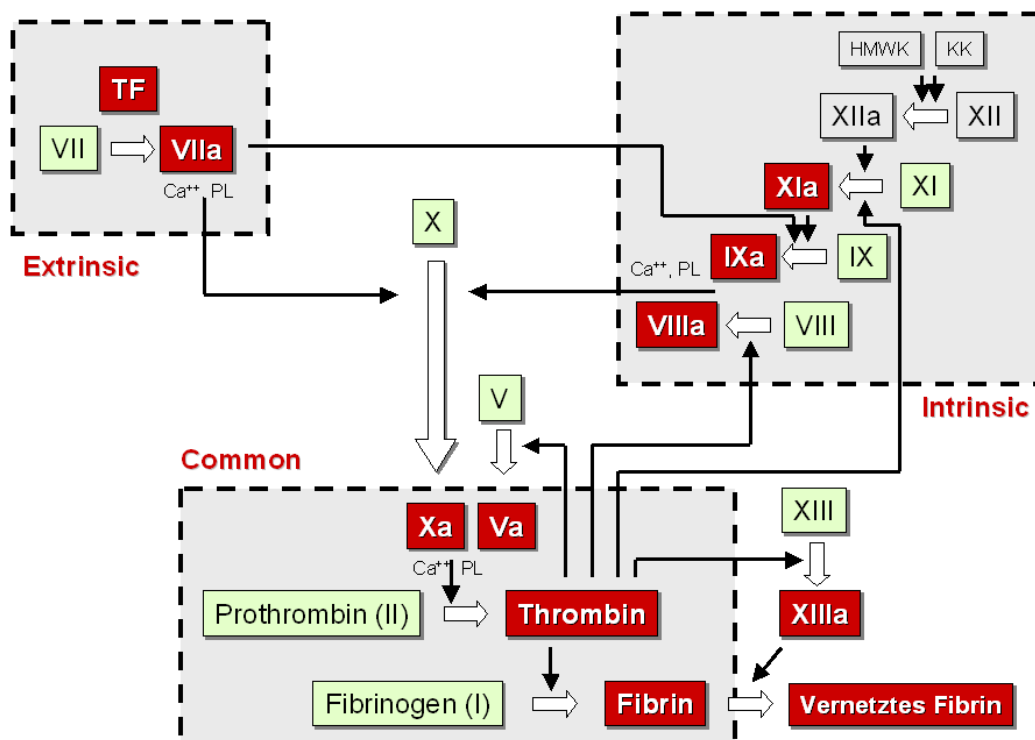 TF
VII
VIIa
Ca⁺⁺, PL
Extrinsic
HMWK
KK
XIIa
XII
XIa
XI
IXa
IX
Ca⁺⁺, PL
VIIIa
VIII
Intrinsic
X
V
Common
Xa
Va
Ca⁺⁺, PL
XIII
Prothrombin (II)
Thrombin
XIIIa
Fibrinogen (I)
Fibrin
Vernetztes Fibrin